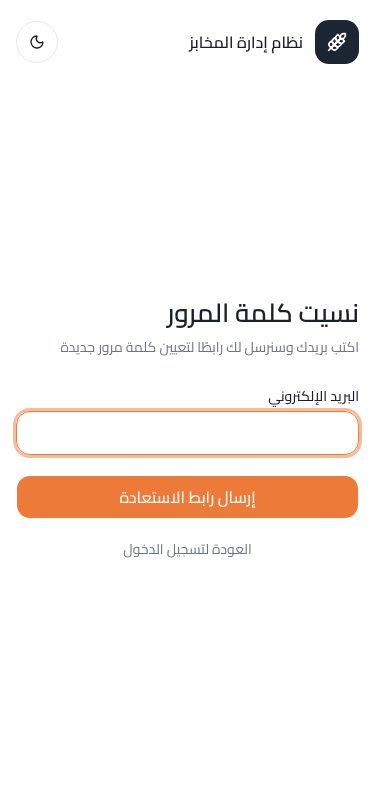 نظام إدارة المخابز
نسيت كلمة المرور
اكتب بريدك وسنرسل لك رابطًا لتعيين كلمة مرور جديدة
البريد الإلكتروني
إرسال رابط الاستعادة
العودة لتسجيل الدخول